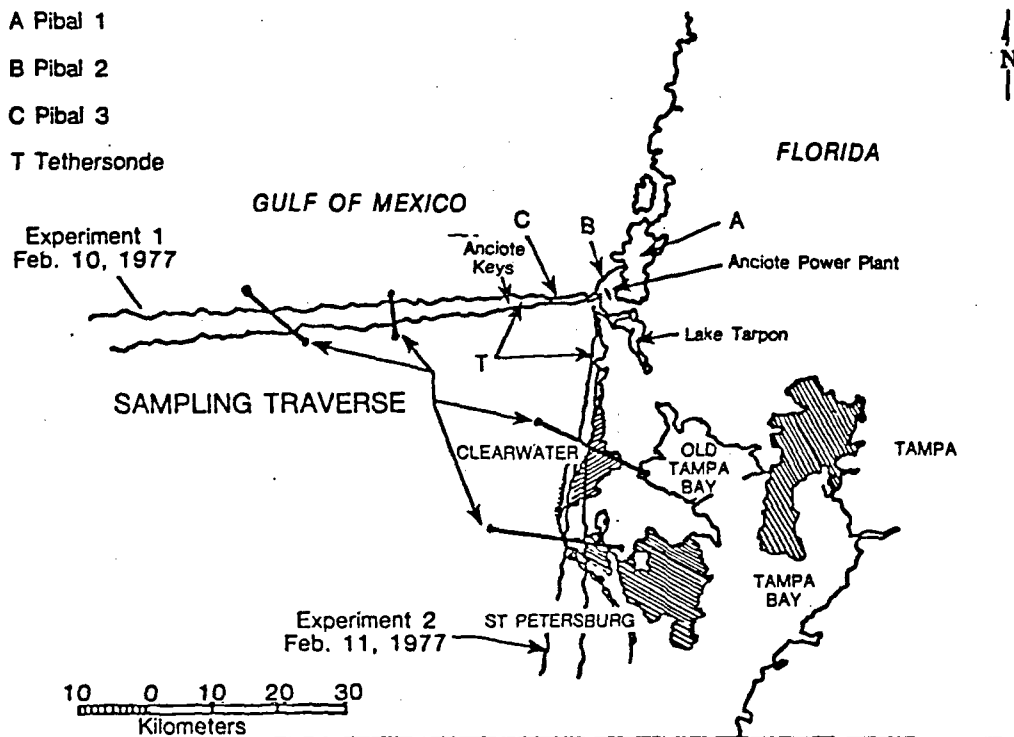 A Pibal 1
B Pibal 2
C Pibal 3
T Tethersonde
N
FLORIDA
GULF OF MEXICO
Experiment 1
Feb. 10, 1977
C
B
A
Anclote
Keys
Anclote Power Plant
Lake Tarpon
T
SAMPLING TRAVERSE
CLEARWATER
OLD
TAMPA
BAY
TAMPA
TAMPA
BAY
Experiment 2
Feb. 11, 1977
ST PETERSBURG
10 0 10 20 30
Kilometers